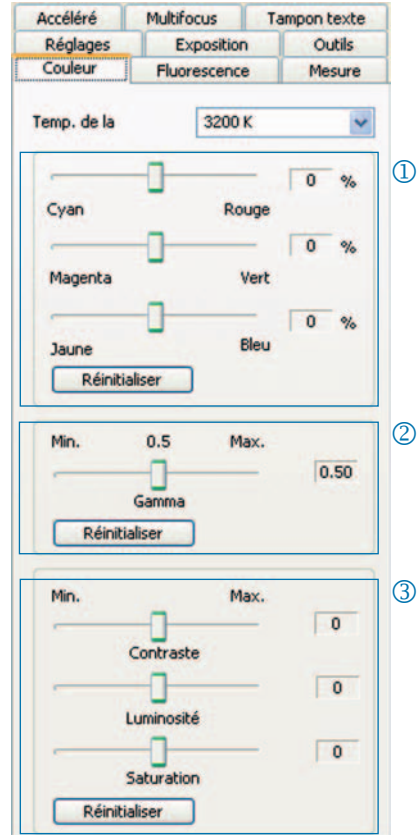 Accéléré Multifocus Tampon texte
Réglages Exposition Outils
Couleur Fluorescence Mesure
Temp. de la 3200 K
①
0 %
Cyan Rouge
0 %
Magenta Vert
0 %
Jaune Bleu
Réinitialiser
②
Min. 0.5 Max.
0.50
Gamma
Réinitialiser
③
Min. Max.
0
Contraste
0
Luminosité
0
Saturation
Réinitialiser